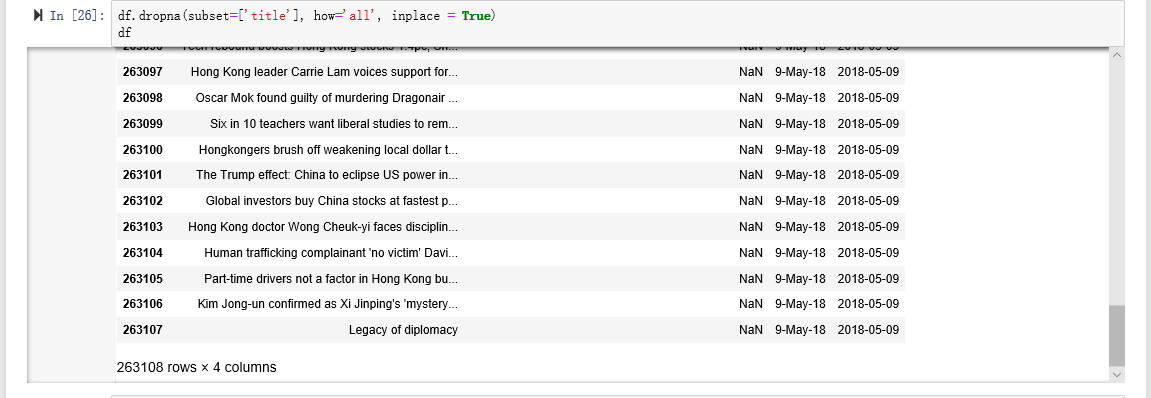 In [26]: df.dropna(subset=['title'], how='all', inplace = True)
df
263097 Hong Kong leader Carrie Lam voices support for... NaN 9-May-18 2018-05-09
263098 Oscar Mok found guilty of murdering Dragonair ... NaN 9-May-18 2018-05-09
263099 Six in 10 teachers want liberal studies to rem... NaN 9-May-18 2018-05-09
263100 Hongkongers brush off weakening local dollar t... NaN 9-May-18 2018-05-09
263101 The Trump effect: China to eclipse US power in... NaN 9-May-18 2018-05-09
263102 Global investors buy China stocks at fastest p... NaN 9-May-18 2018-05-09
263103 Hong Kong doctor Wong Cheuk-yi faces disciplin... NaN 9-May-18 2018-05-09
263104 Human trafficking complainant 'no victim' Davi... NaN 9-May-18 2018-05-09
263105 Part-time drivers not a factor in Hong Kong bu... NaN 9-May-18 2018-05-09
263106 Kim Jong-un confirmed as Xi Jinping's 'mystery... NaN 9-May-18 2018-05-09
263107 Legacy of diplomacy NaN 9-May-18 2018-05-09
263108 rows × 4 columns